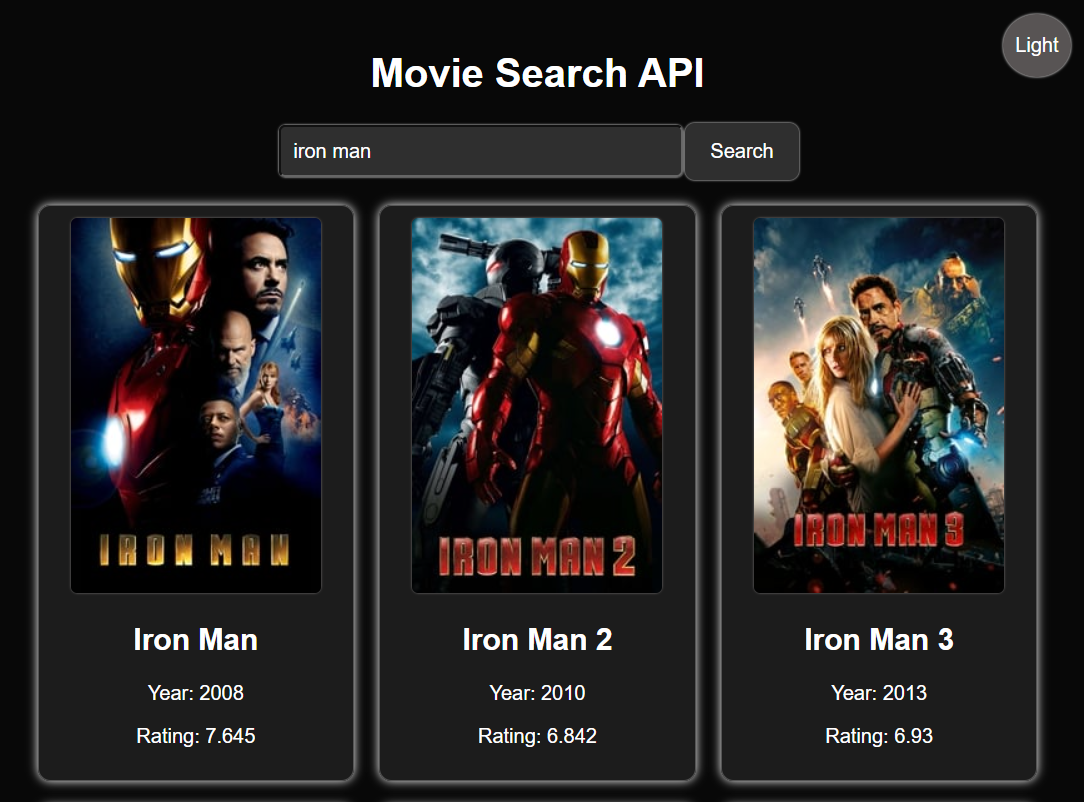 Light
Movie Search API
iron man
Search
IRON MAN
IRON MAN 2
IRON MAN 3
Iron Man
Iron Man 2
Iron Man 3
Year: 2008
Year: 2010
Year: 2013
Rating: 7.645
Rating: 6.842
Rating: 6.93